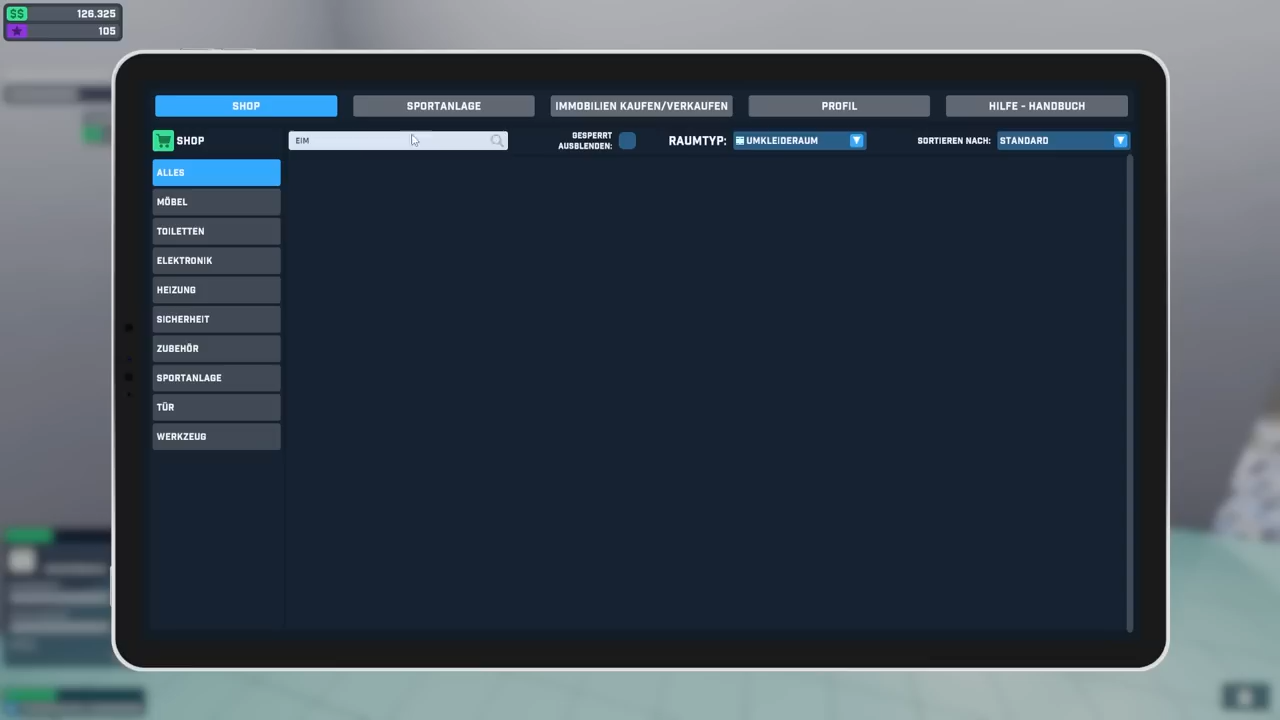 $$ 126.325
105
SHOP SPORTANLAGE IMMOBILIEN KAUFEN/VERKAUFEN PROFIL HILFE - HANDBUCH
SHOP EIM GESPERRT AUSBLENDEN: RAUMTYP: UMKLEIDERAUM SORTIEREN NACH: STANDARD
ALLES
MÖBEL
TOILETTEN
ELEKTRONIK
HEIZUNG
SICHERHEIT
ZUBEHÖR
SPORTANLAGE
TÜR
WERKZEUG